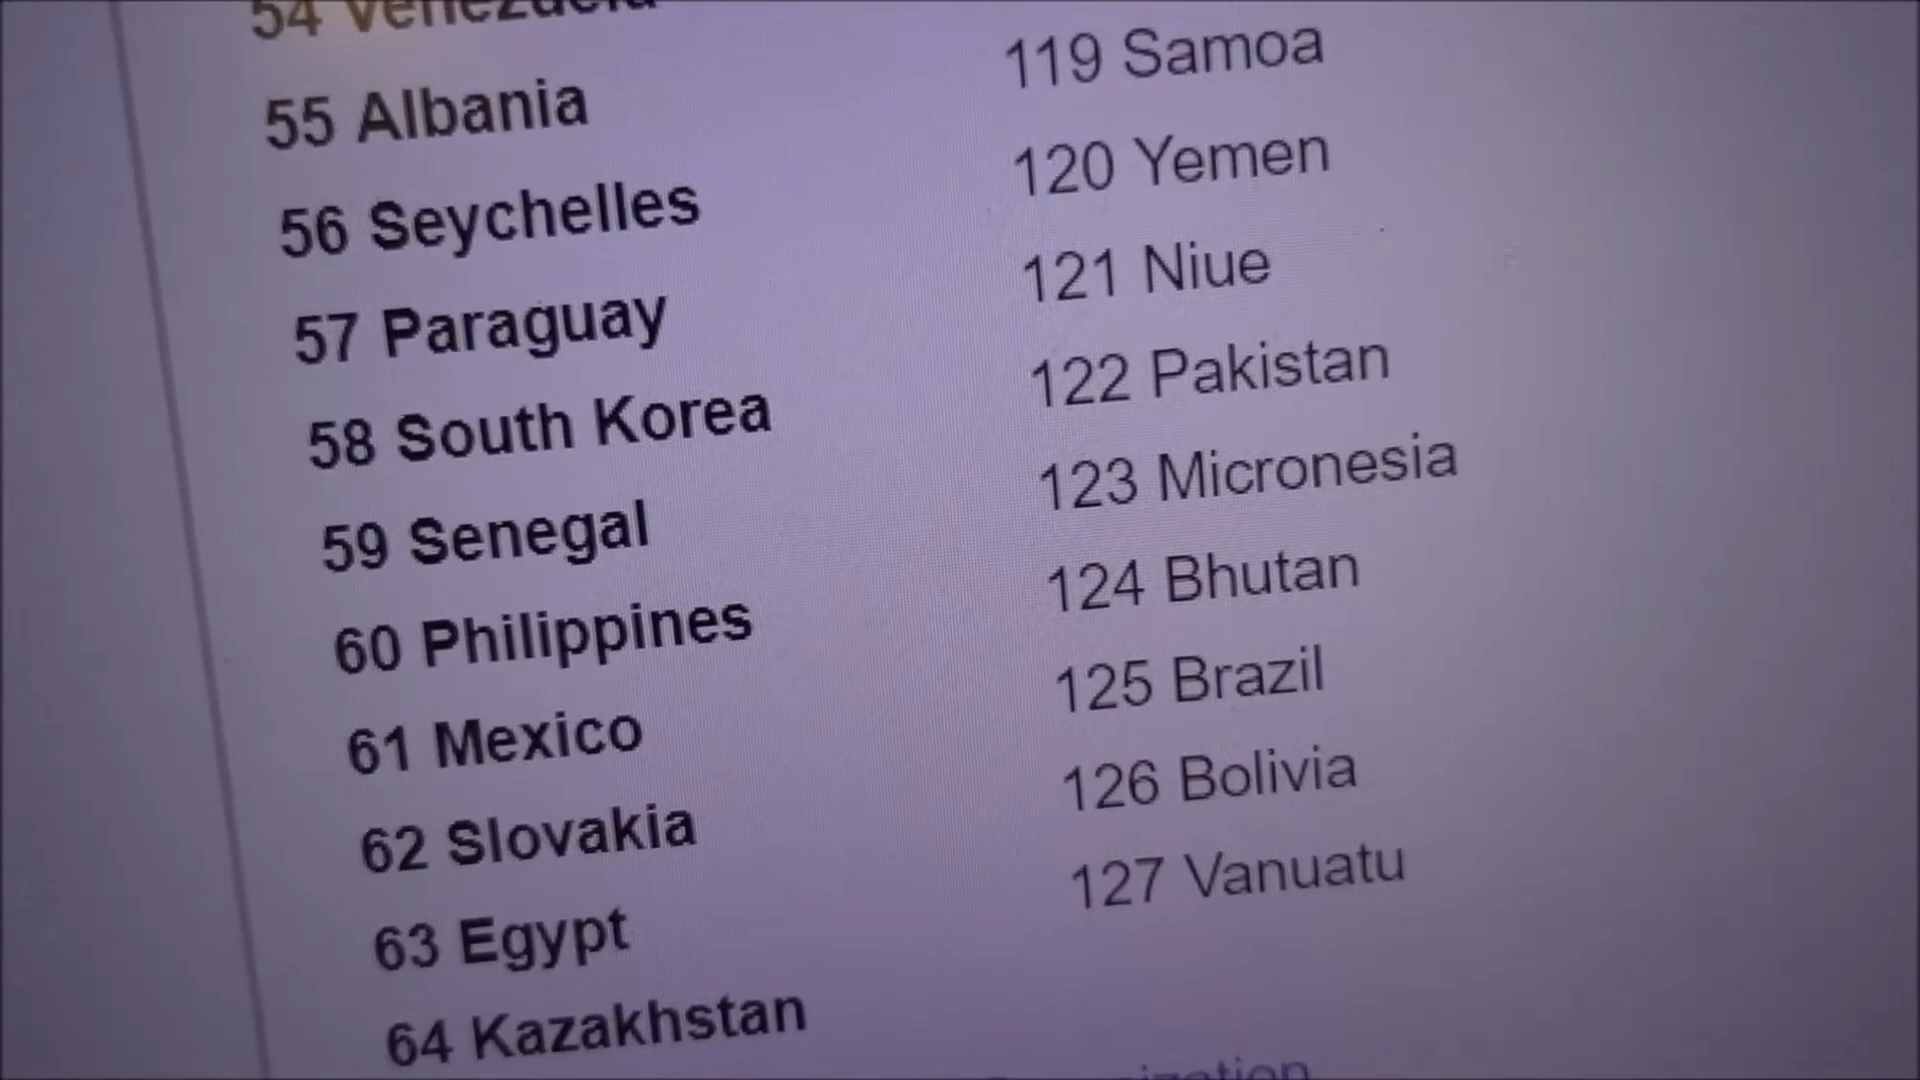 54 Venezuela
55 Albania
56 Seychelles
57 Paraguay
58 South Korea
59 Senegal
60 Philippines
61 Mexico
62 Slovakia
63 Egypt
64 Kazakhstan
119 Samoa
120 Yemen
121 Niue
122 Pakistan
123 Micronesia
124 Bhutan
125 Brazil
126 Bolivia
127 Vanuatu